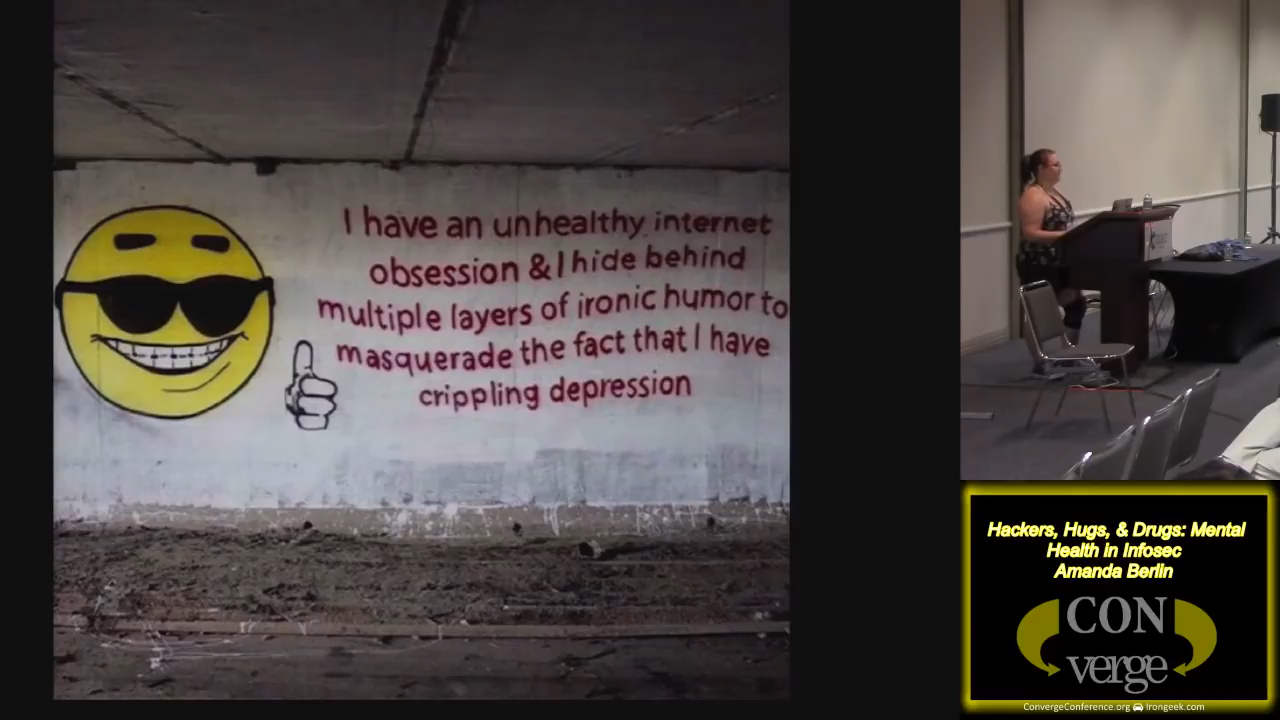 I have an unhealthy internet
obsession & I hide behind
multiple layers of ironic humor to
masquerade the fact that I have
crippling depression
Hackers, Hugs, & Drugs: Mental
Health in Infosec
Amanda Berlin
CON
verge
ConvergeConference.org Irongeek.com